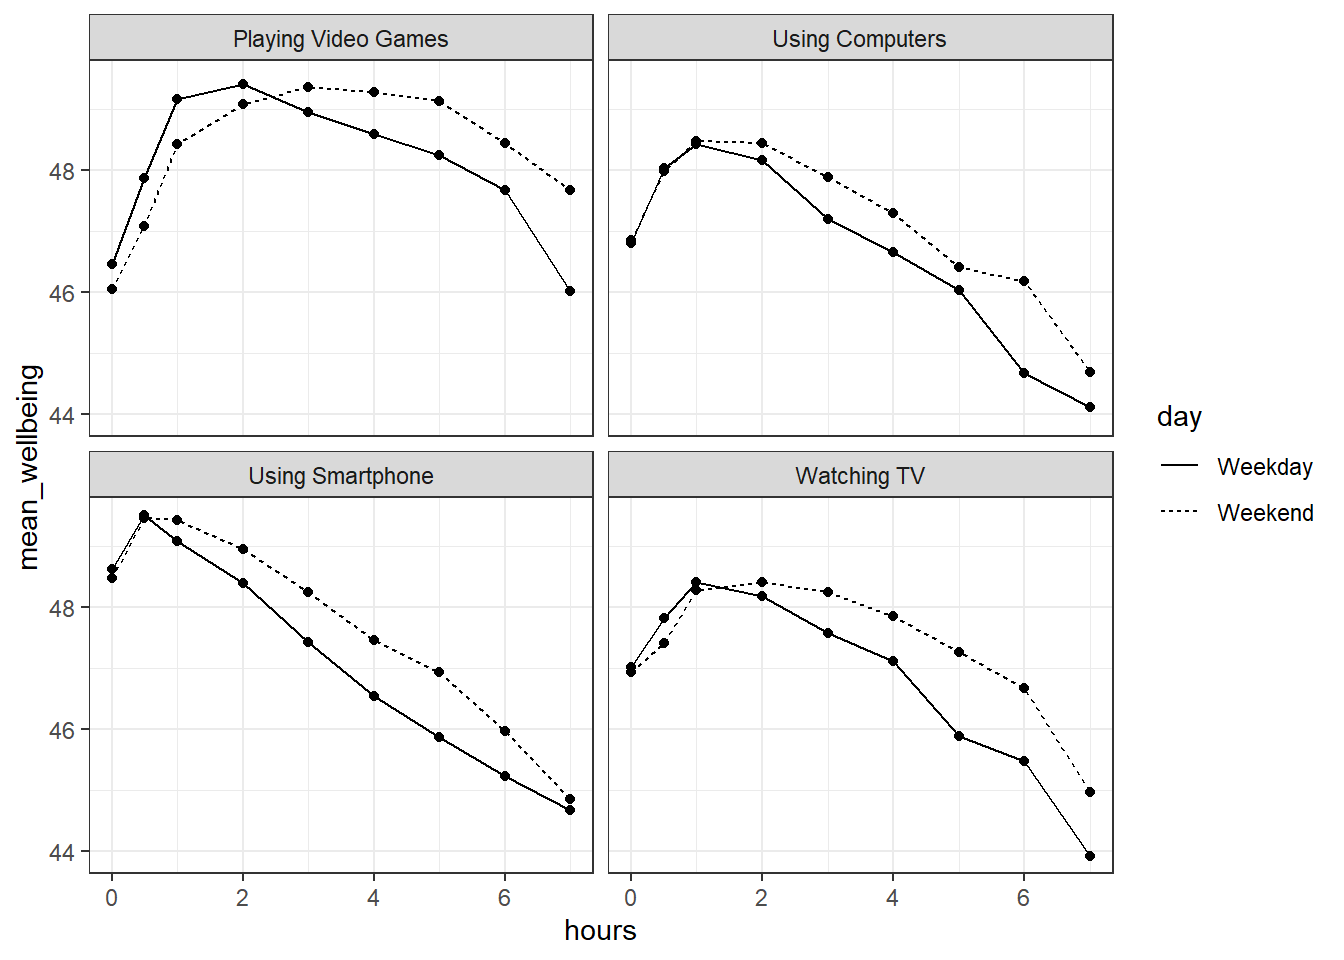 Playing Video Games
Using Computers
48
46
44
mean_wellbeing
day
Weekday
Weekend
Using Smartphone
Watching TV
48
46
44
0 2 4 6
0 2 4 6
hours